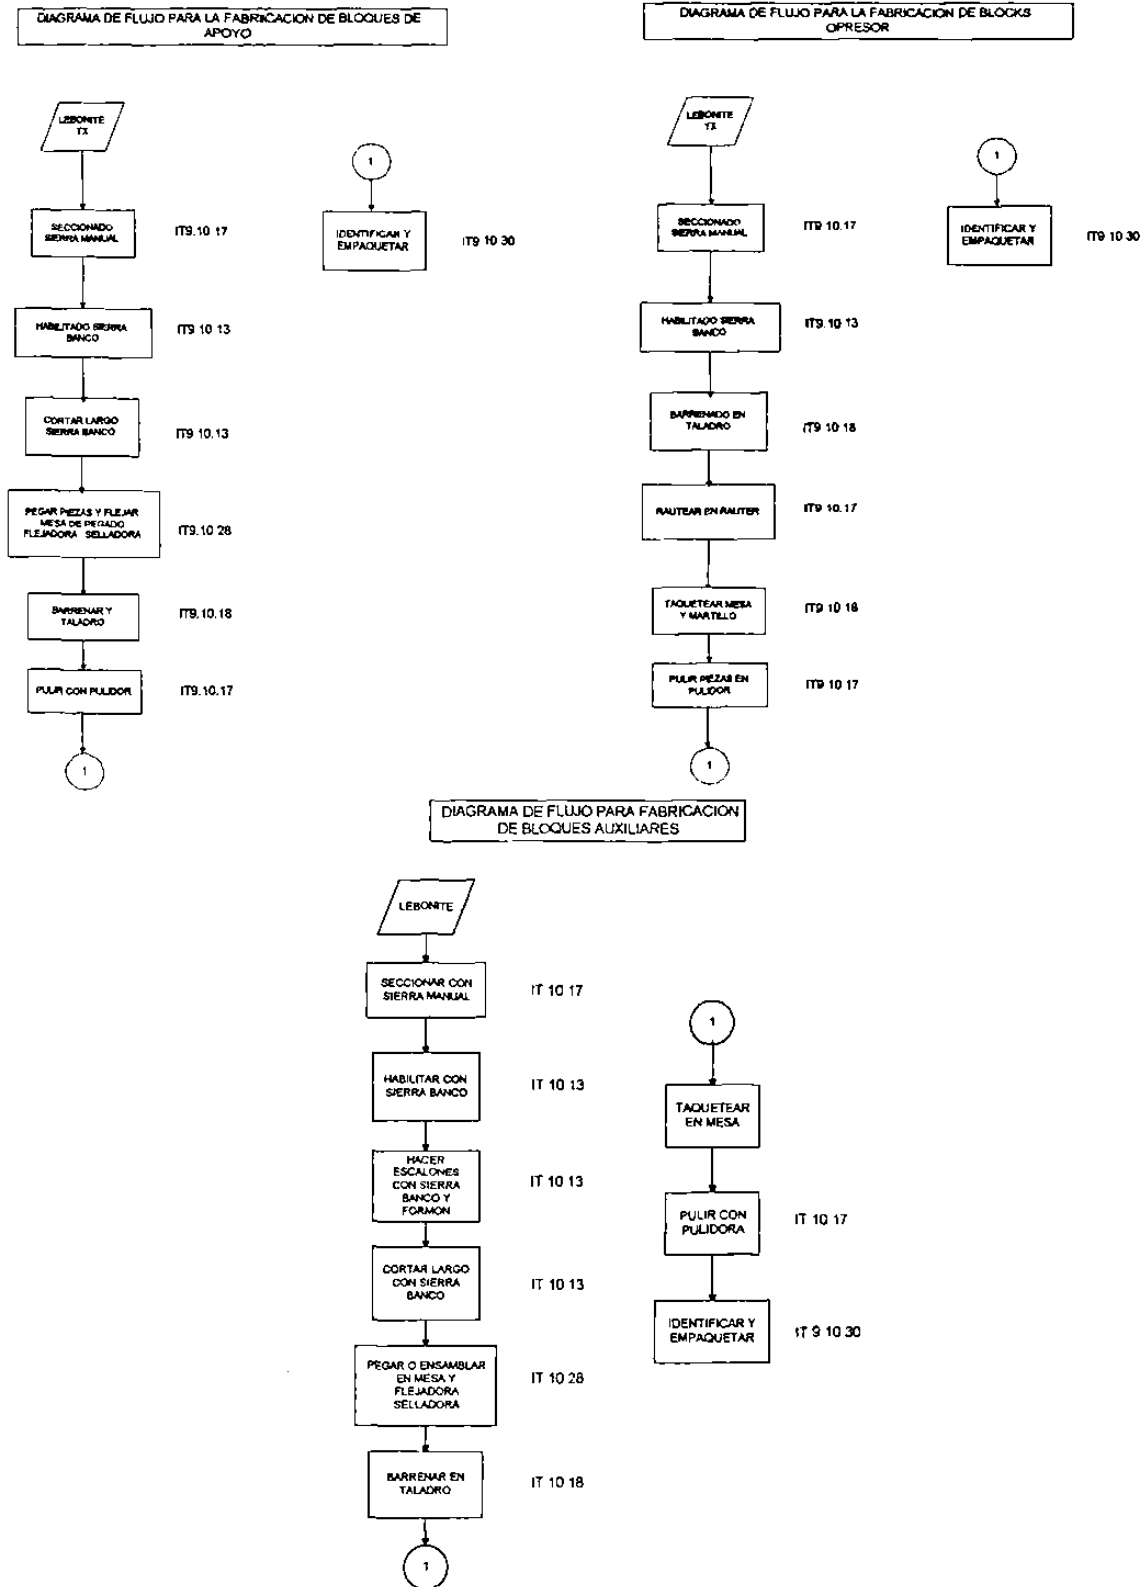 DIAGRAMA DE FLUJO PARA LA FABRICACION DE BLOQUES DE
APOYO
LEBONITE
TX
SECCIONADO
SIERRA MANUAL
IT9.10 17
HABILITADO SIERRA
BANCO
IT9 10 13
CORTAR LARGO
SIERRA BANCO
IT9 10.13
PEGAR PIEZAS Y FLEJAR
MESA DE PEGADO
FLEJADORA SELLADORA
IT9.10 28
BARRENAR Y
TALADRO
IT9.10.18
PULIR CON PULIDOR
IT9.10.17
1
1
IDENTIFICAR Y
EMPAQUETAR
IT9 10 30
DIAGRAMA DE FLUJO PARA LA FABRICACION DE BLOCKS
OPRESOR
LEBONITE
TX
SECCIONADO
SIERRA MANUAL
IT9 10.17
HABILITADO SIERRA
BANCO
IT9.10 13
BARRENADO EN
TALADRO
IT9 10 18
RAUTEAR EN RAUTER
IT9 10.17
TAQUETEAR MESA
Y MARTILLO
IT9 10 18
PULIR PIEZAS EN
PULIDOR
IT9 10 17
1
1
IDENTIFICAR Y
EMPAQUETAR
IT9 10 30
DIAGRAMA DE FLUJO PARA FABRICACION
DE BLOQUES AUXILIARES
LEBONITE
SECCIONAR CON
SIERRA MANUAL
IT 10 17
HABILITAR CON
SIERRA BANCO
IT 10 13
HACER
ESCALONES
CON SIERRA
BANCO Y
FORMON
IT 10 13
CORTAR LARGO
CON SIERRA
BANCO
IT 10 13
PEGAR O ENSAMBLAR
EN MESA Y
FLEJADORA
SELLADORA
IT 10 28
BARRENAR EN
TALADRO
IT 10 18
1
1
TAQUETEAR
EN MESA
PULIR CON
PULIDORA
IT 10 17
IDENTIFICAR Y
EMPAQUETAR
IT 9 10 30